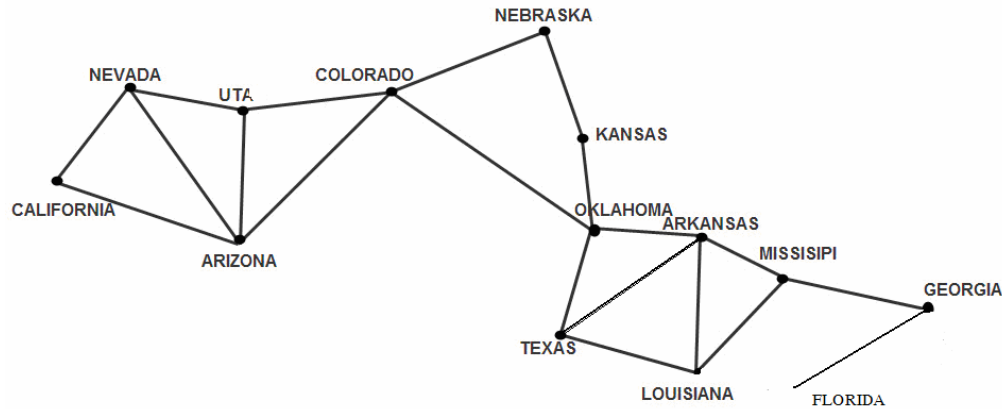 NEBRASKA
NEVADA
UTA
COLORADO
KANSAS
CALIFORNIA
OKLAHOMA
ARKANSAS
ARIZONA
MISSISIPI
GEORGIA
TEXAS
LOUISIANA
FLORIDA